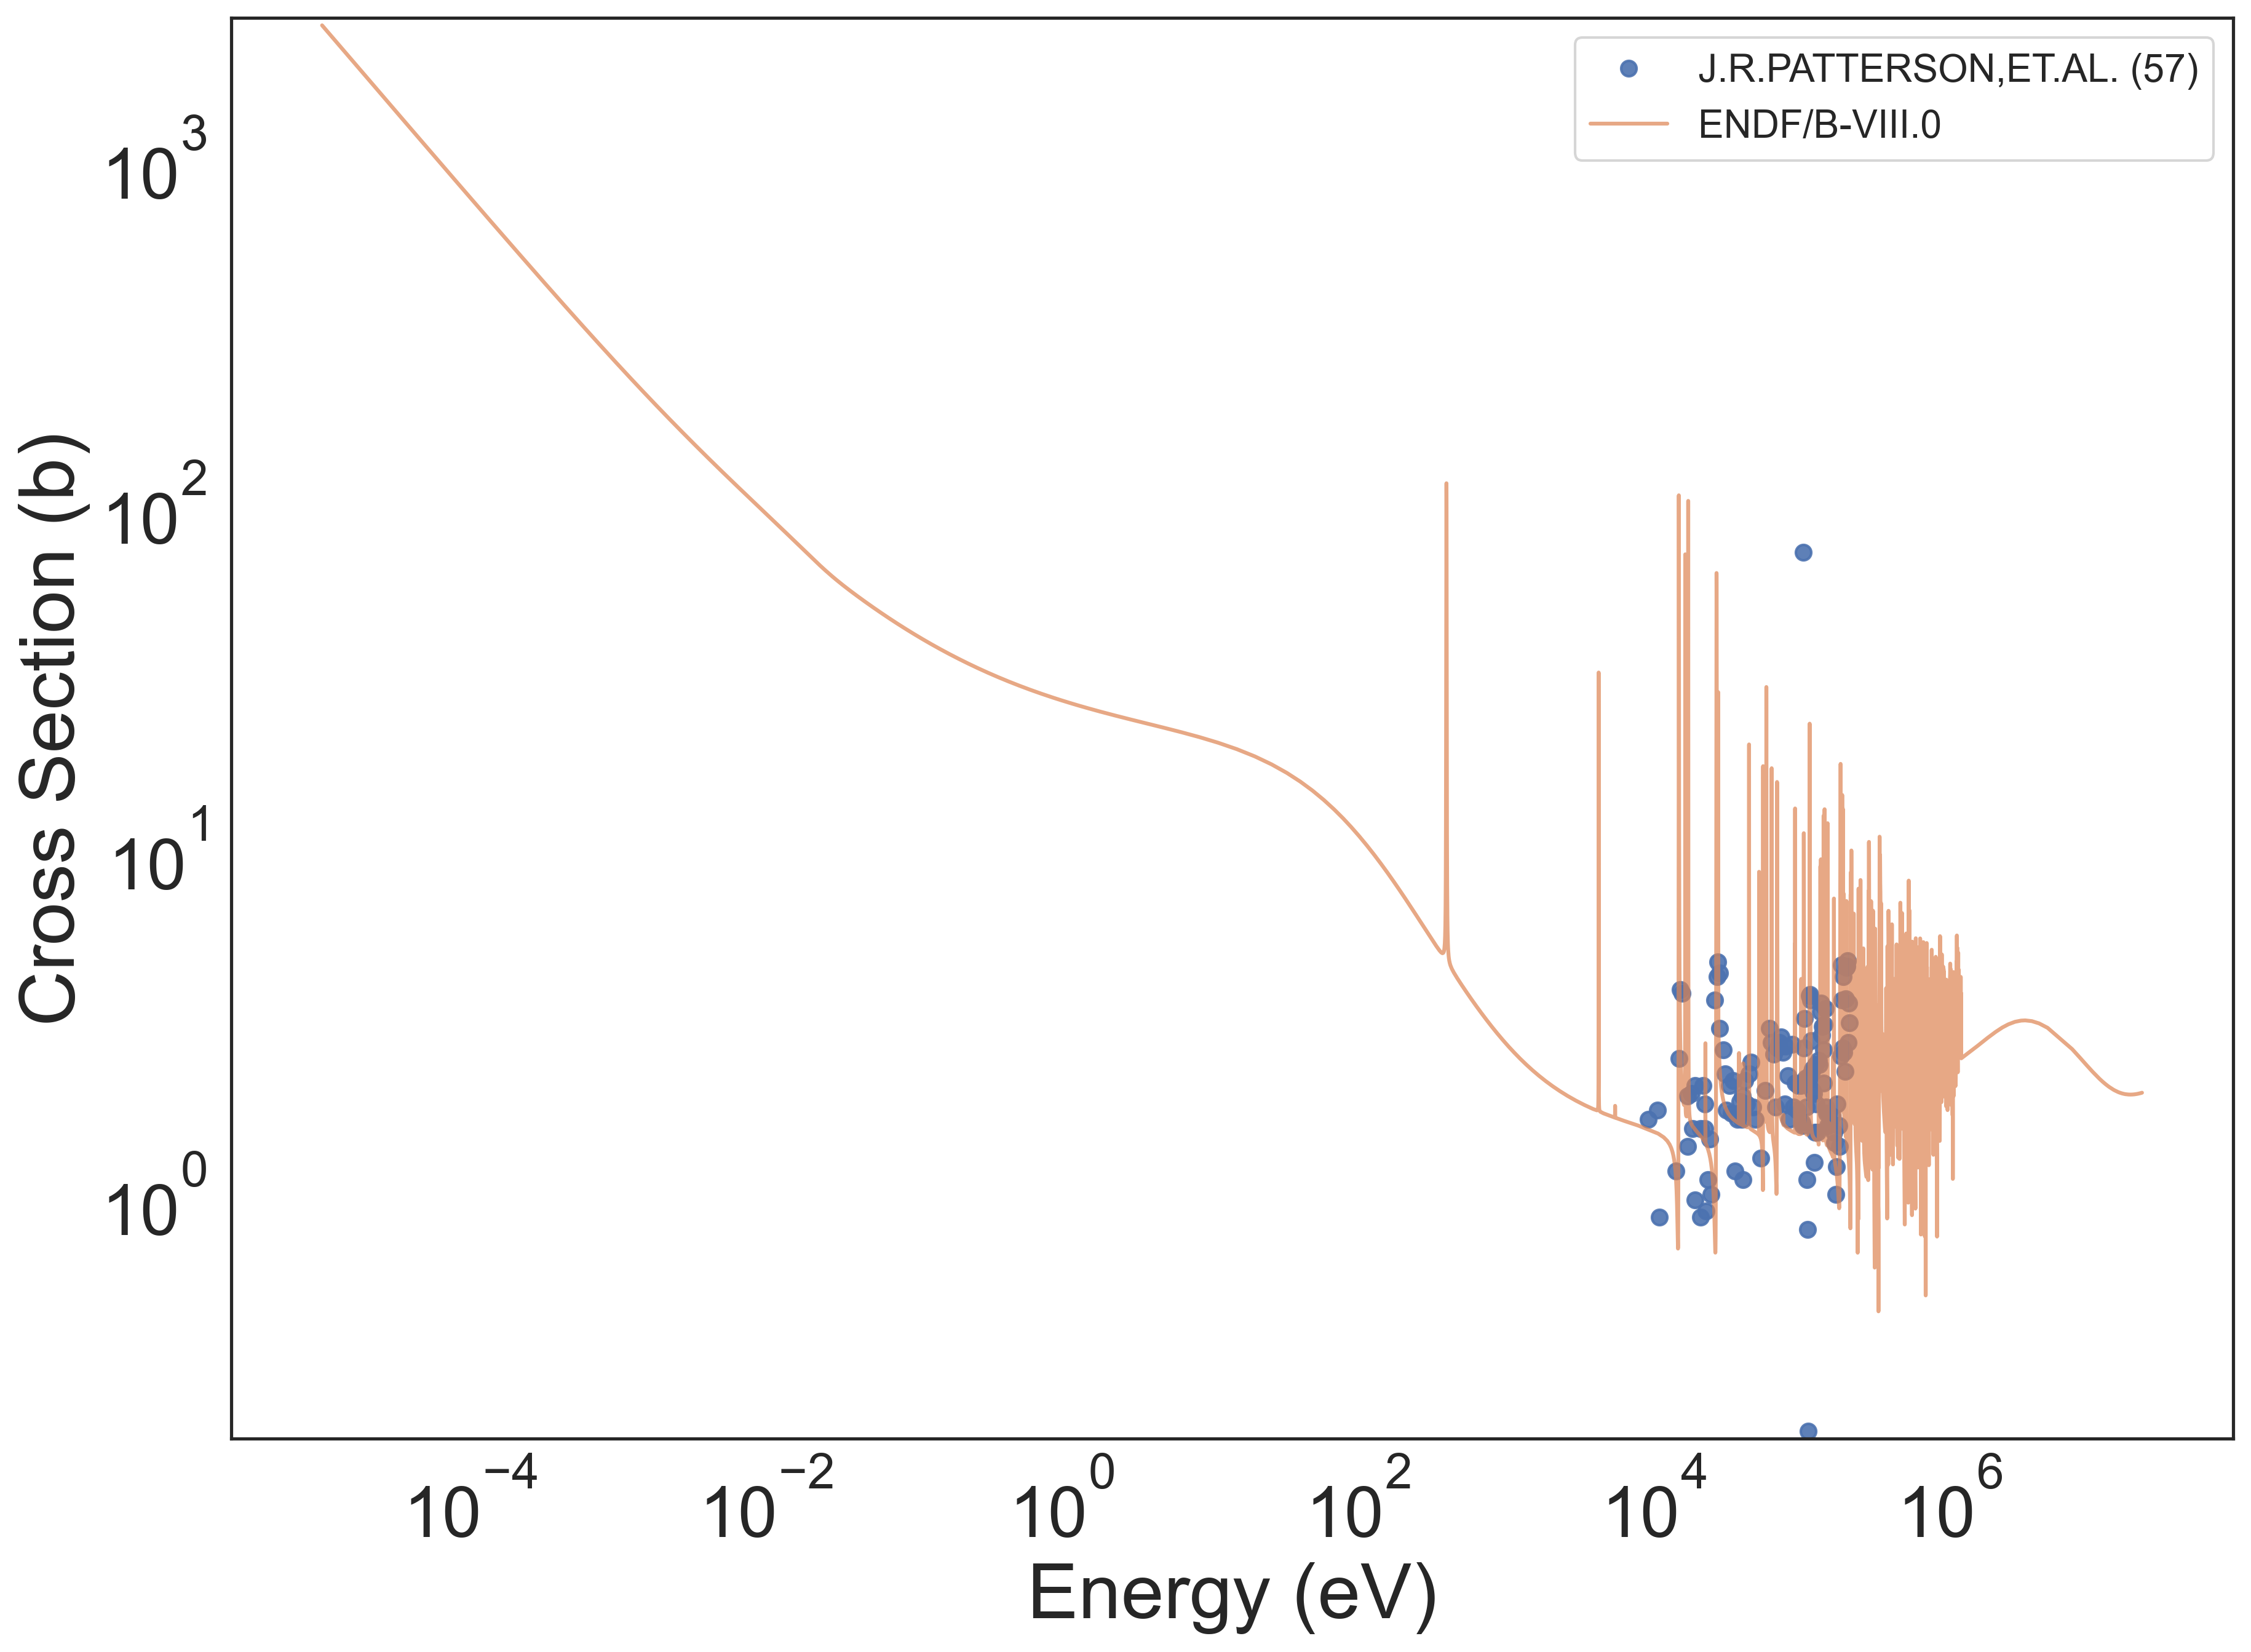 J.R.PATTERSON,ET.AL. (57)
ENDF/B-VIII.0
Cross Section (b)
10^3
10^2
10^1
10^0
10^−4 10^−2 10^0 10^2 10^4 10^6
Energy (eV)